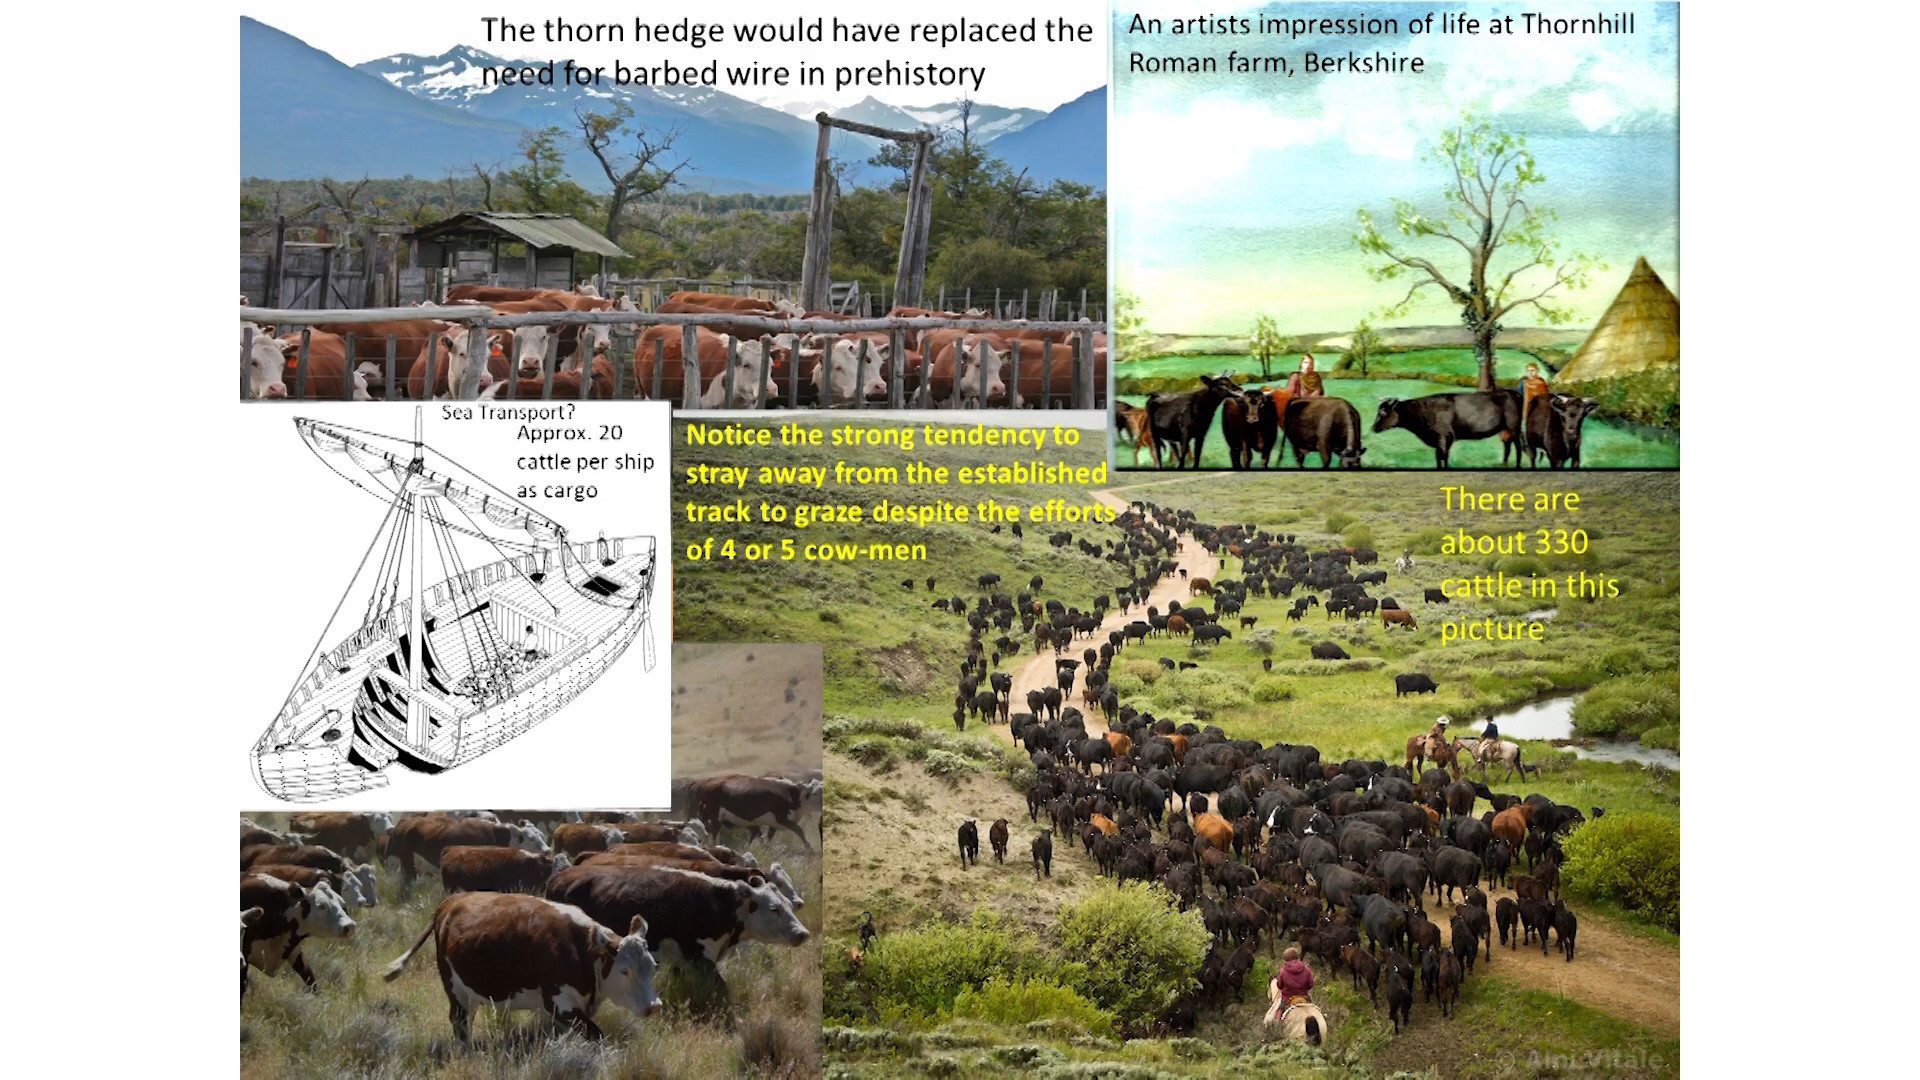 The thorn hedge would have replaced the
need for barbed wire in prehistory
An artists impression of life at Thornhill
Roman farm, Berkshire
Sea Transport?
Approx. 20
cattle per ship
as cargo
Notice the strong tendency to
stray away from the established
track to graze despite the efforts
of 4 or 5 cow-men
There are
about 330
cattle in this
picture
© Ami Vitale